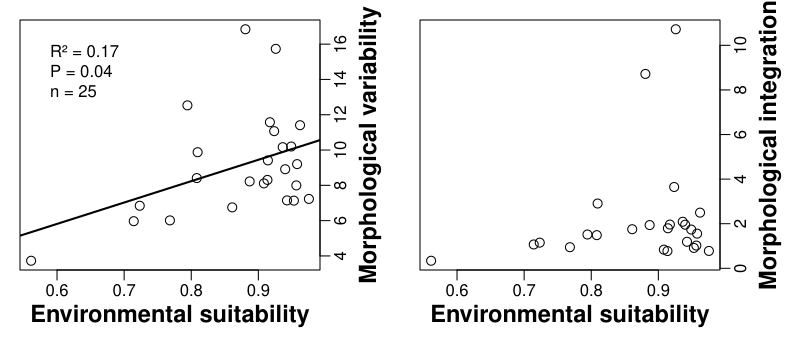 R² = 0.17
P = 0.04
n = 25
4 6 8 10 12 14 16
Morphological variability
0.6 0.7 0.8 0.9
Environmental suitability
0 2 4 6 8 10
Morphological integration
0.6 0.7 0.8 0.9
Environmental suitability